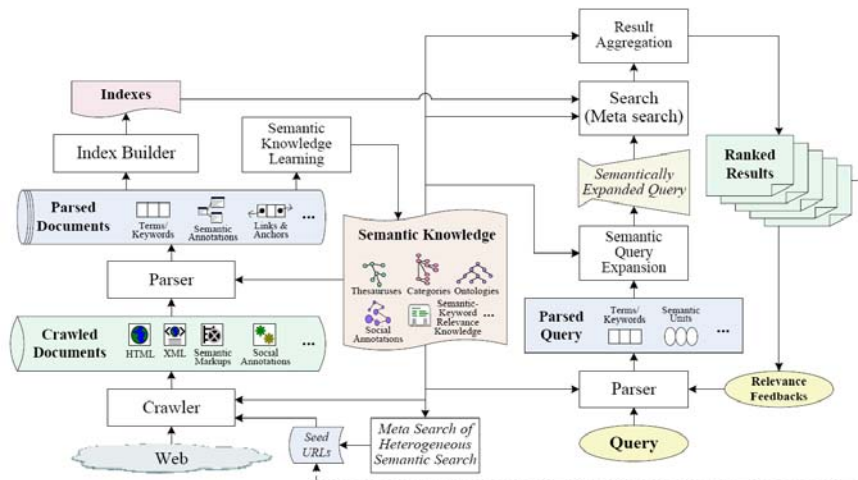 Result
Aggregation
Indexes
Search
(Meta search)
Index Builder
Semantic
Knowledge
Learning
Ranked
Results
Semantically
Expanded Query
Parsed
Documents
Terms/
Keywords
Semantic
Annotations
Links &
Anchors
...
Semantic Knowledge
Thesauruses
Categories
Ontologies
Social
Annotations
Semantic-
Keyword
Relevance
Knowledge
...
Semantic
Query
Expansion
Parser
Parsed
Query
Terms/
Keywords
Semantic
Units
...
Crawled
Documents
HTML
XML
Semantic
Markups
Social
Annotations
...
Parser
Relevance
Feedbacks
Crawler
Seed
URLs
Meta Search of
Heterogeneous
Semantic Search
Query
Web